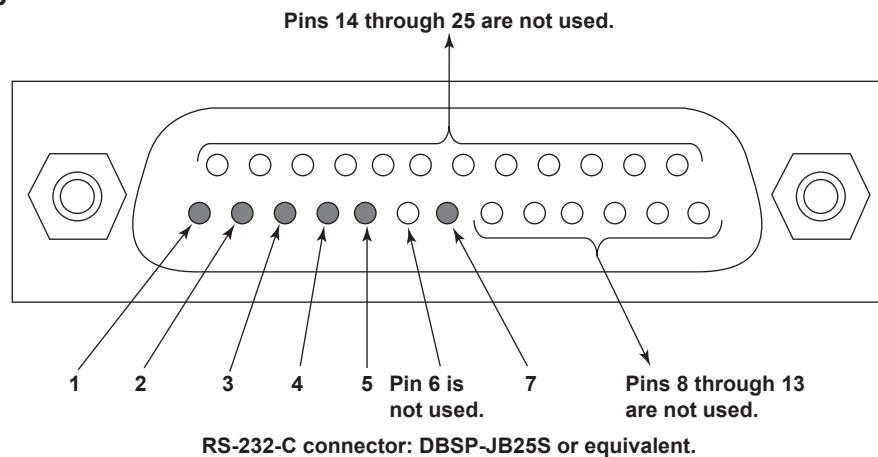 Pins 14 through 25 are not used.
1
2
3
4
5
Pin 6 is
not used.
7
Pins 8 through 13
are not used.
RS-232-C connector: DBSP-JB25S or equivalent.